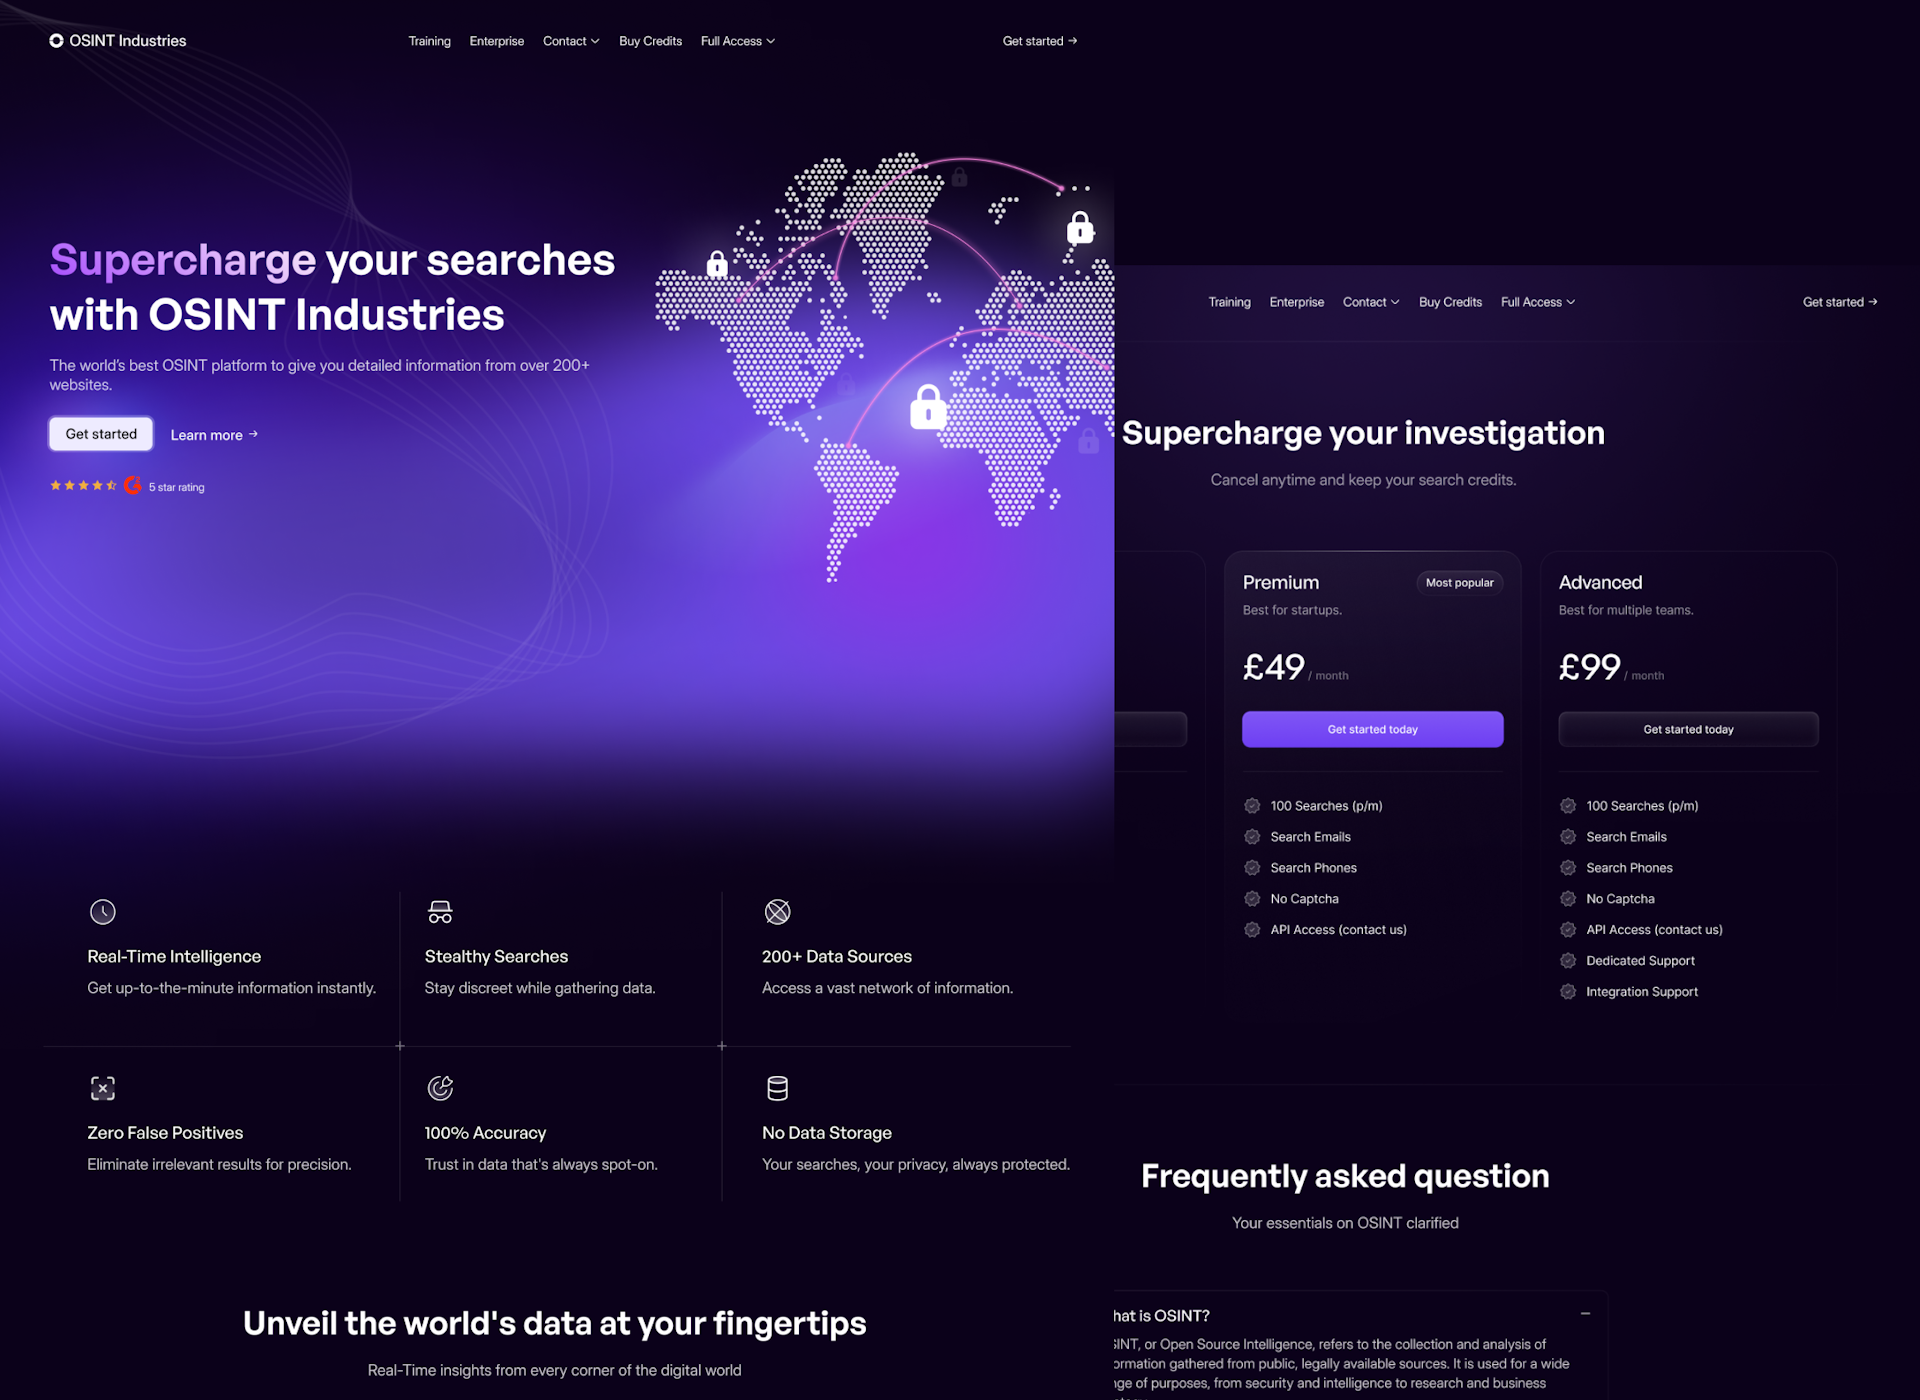 OSINT Industries
Training Enterprise Contact Buy Credits Full Access
Get started →
Supercharge your searches
with OSINT Industries
The world's best OSINT platform to give you detailed information from over 200+
websites.
Get started
Learn more →
5 star rating
Real-Time Intelligence
Get up-to-the-minute information instantly.
Stealthy Searches
Stay discreet while gathering data.
200+ Data Sources
Access a vast network of information.
Zero False Positives
Eliminate irrelevant results for precision.
100% Accuracy
Trust in data that's always spot-on.
No Data Storage
Your searches, your privacy, always protected.
Unveil the world's data at your fingertips
Real-Time insights from every corner of the digital world
Training Enterprise Contact Buy Credits Full Access
Get started →
Supercharge your investigation
Cancel anytime and keep your search credits.
Premium
Most popular
Best for startups.
£49 / month
Get started today
100 Searches (p/m)
Search Emails
Search Phones
No Captcha
API Access (contact us)
Advanced
Best for multiple teams.
£99 / month
Get started today
100 Searches (p/m)
Search Emails
Search Phones
No Captcha
API Access (contact us)
Dedicated Support
Integration Support
Frequently asked question
Your essentials on OSINT clarified
hat is OSINT?
INT, or Open Source Intelligence, refers to the collection and analysis of
ormation gathered from public, legally available sources. It is used for a wide
ge of purposes, from security and intelligence to research and business